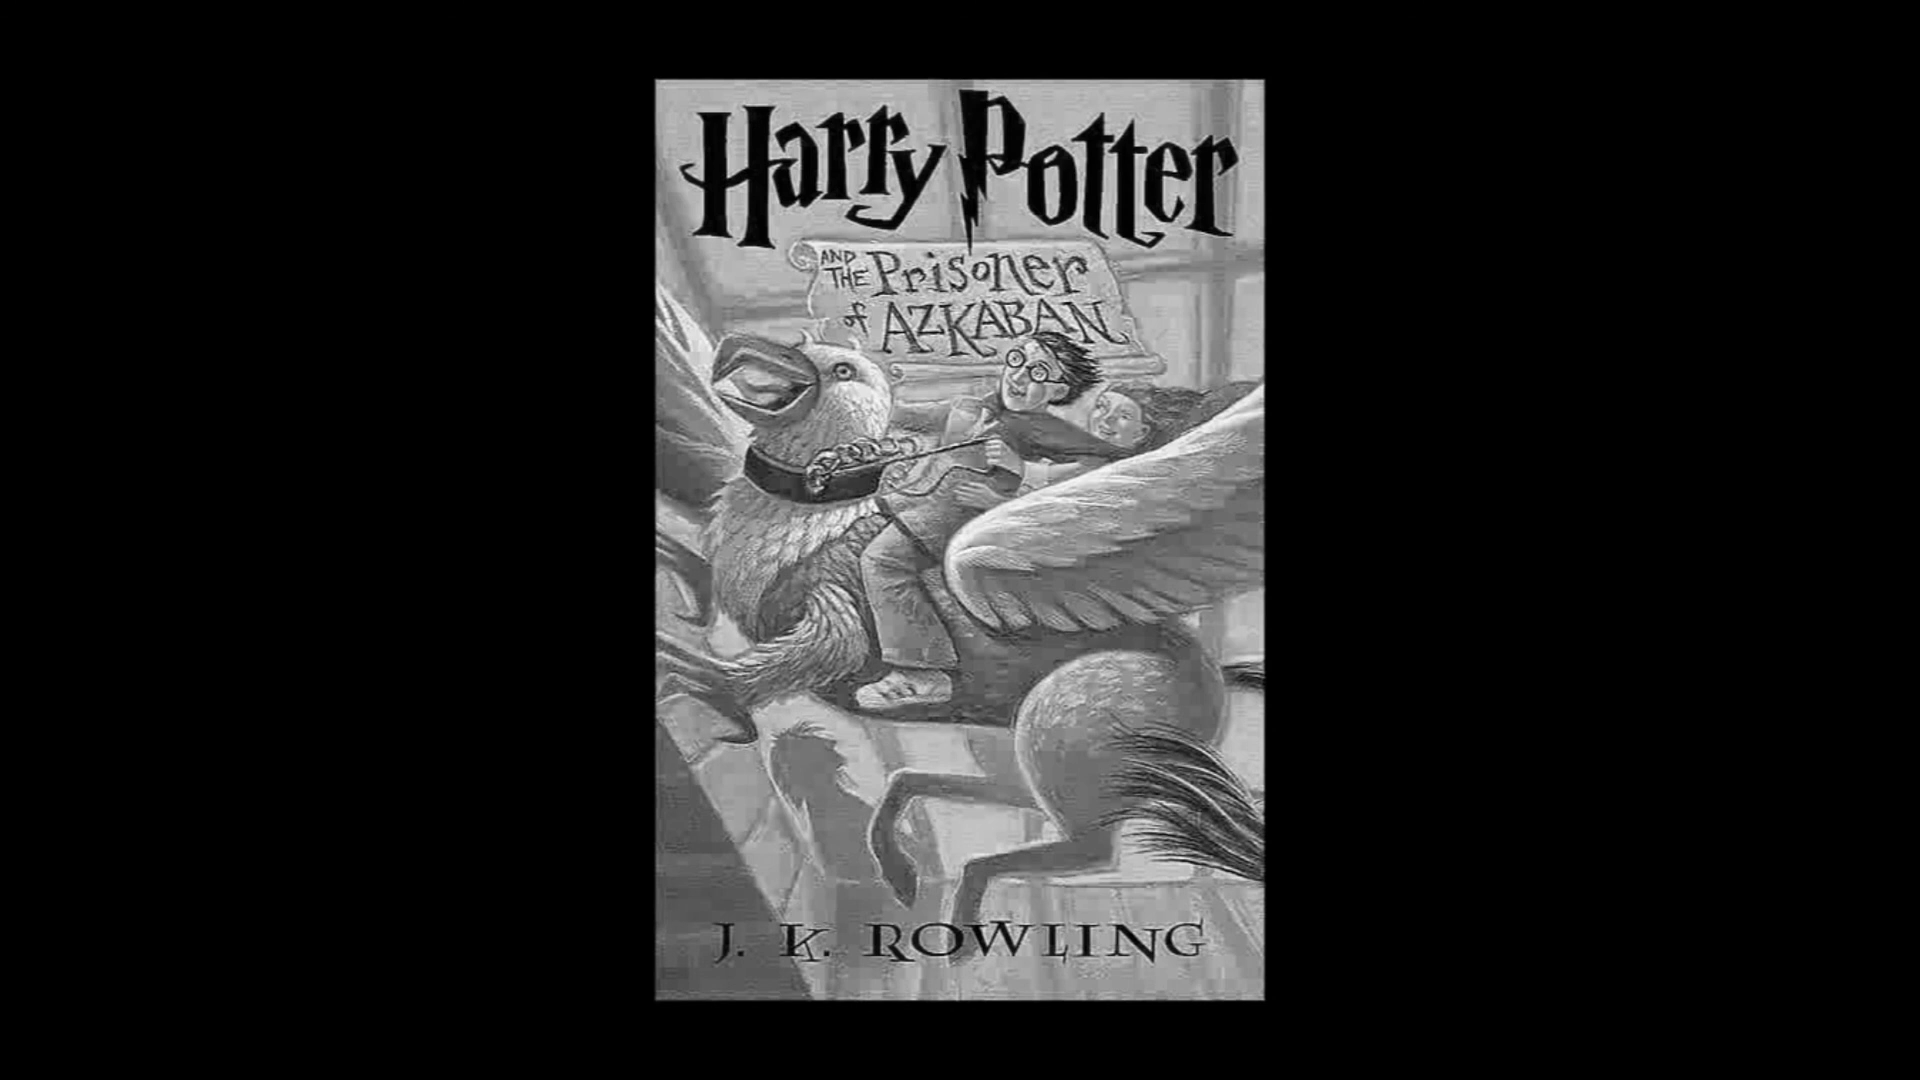 Harry Potter
AND THE Prisoner
of AZKABAN
J. K. ROWLING